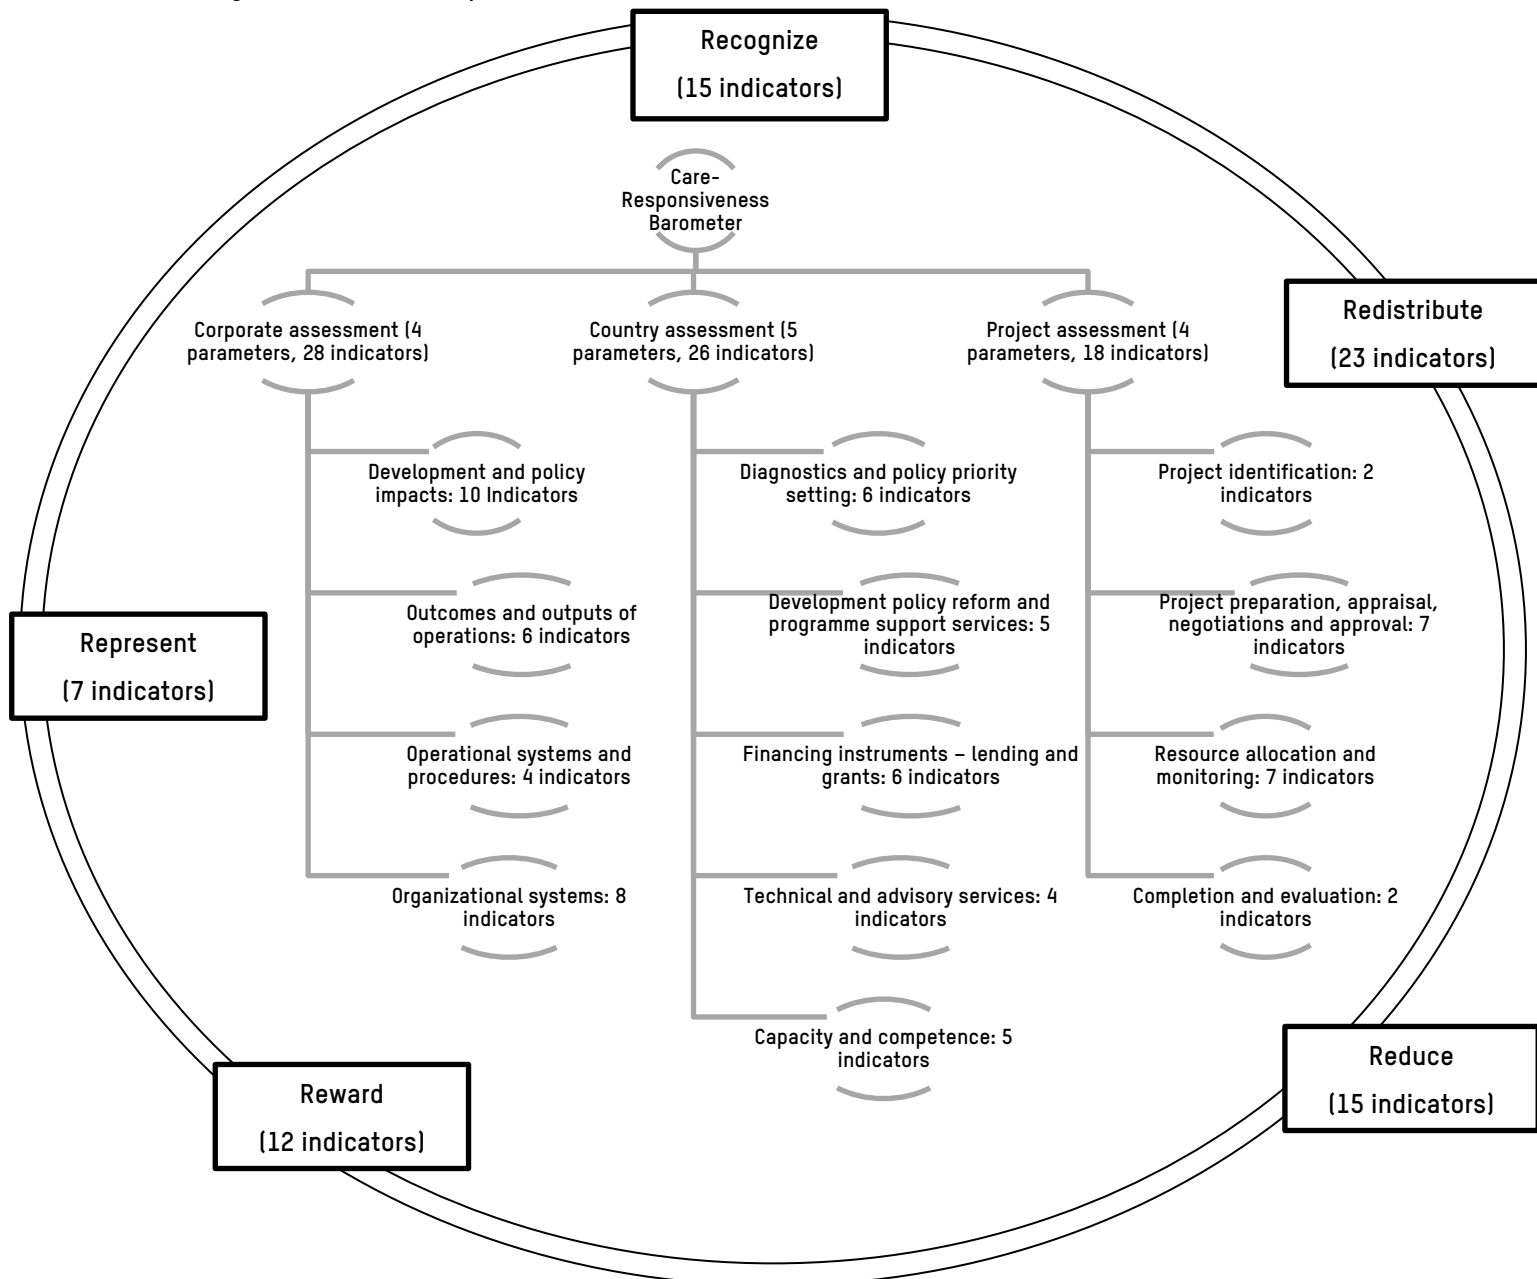 Recognize
(15 indicators)
Care-
Responsiveness
Barometer
Corporate assessment (4
parameters, 28 indicators)
Country assessment (5
parameters, 26 indicators)
Project assessment (4
parameters, 18 indicators)
Redistribute
(23 indicators)
Development and policy
impacts: 10 Indicators
Diagnostics and policy priority
setting: 6 indicators
Project identification: 2
indicators
Outcomes and outputs of
operations: 6 indicators
Development policy reform and
programme support services: 5
indicators
Project preparation, appraisal,
negotiations and approval: 7
indicators
Represent
(7 indicators)
Operational systems and
procedures: 4 indicators
Financing instruments – lending and
grants: 6 indicators
Resource allocation and
monitoring: 7 indicators
Organizational systems: 8
indicators
Technical and advisory services: 4
indicators
Completion and evaluation: 2
indicators
Capacity and competence: 5
indicators
Reduce
(15 indicators)
Reward
(12 indicators)